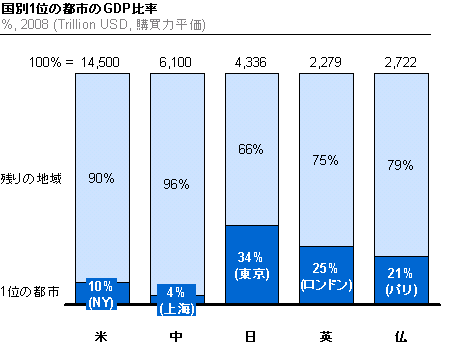 国別1位の都市のGDP比率
%, 2008 (Trillion USD, 購買力平価)
100% = 14,500 6,100 4,336 2,279 2,722
残りの地域 90% 96% 66% 75% 79%
1位の都市 10% (NY) 4% (上海) 34% (東京) 25% (ロンドン) 21% (パリ)
米 中 日 英 仏